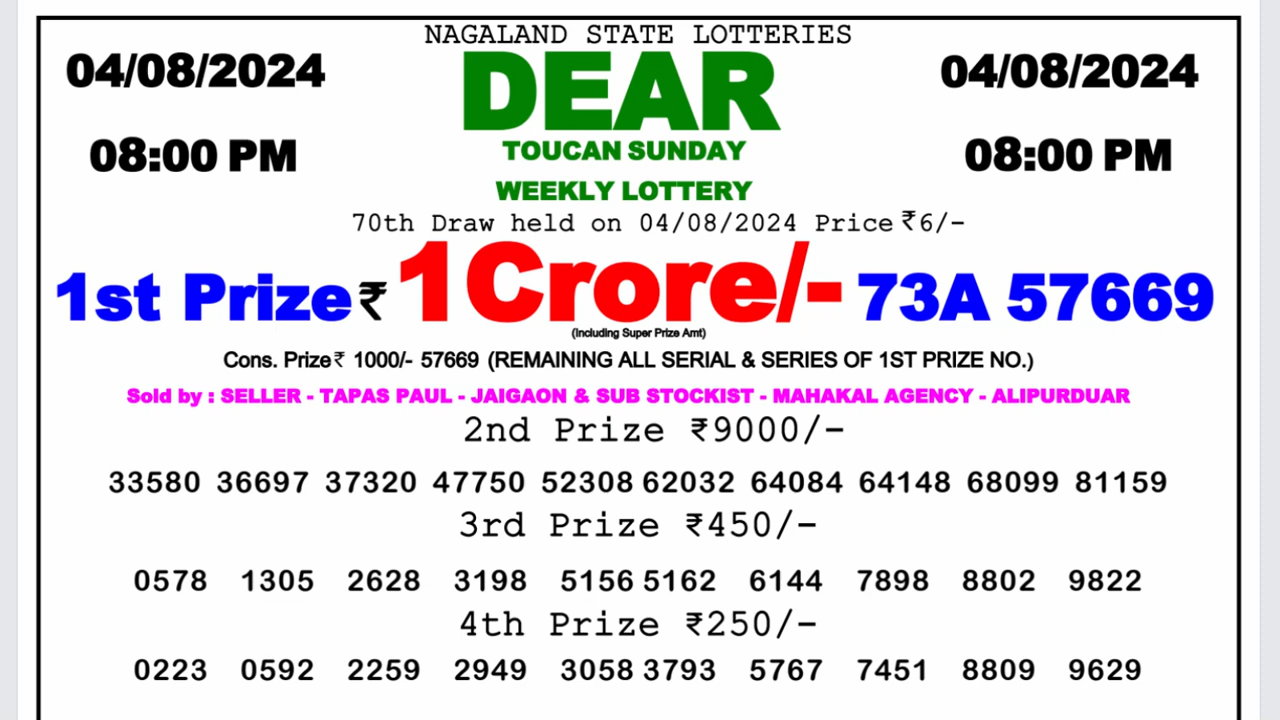 NAGALAND STATE LOTTERIES
04/08/2024 DEAR 04/08/2024
08:00 PM TOUCAN SUNDAY 08:00 PM
WEEKLY LOTTERY
70th Draw held on 04/08/2024 Price ₹6/-
1st Prize ₹ 1Crore/- 73A 57669
(Including Super Prize Amt)
Cons. Prize ₹ 1000/- 57669 (REMAINING ALL SERIAL & SERIES OF 1ST PRIZE NO.)
Sold by : SELLER - TAPAS PAUL - JAIGAON & SUB STOCKIST - MAHAKAL AGENCY - ALIPURDUAR
2nd Prize ₹9000/-
33580 36697 37320 47750 52308 62032 64084 64148 68099 81159
3rd Prize ₹450/-
0578 1305 2628 3198 5156 5162 6144 7898 8802 9822
4th Prize ₹250/-
0223 0592 2259 2949 3058 3793 5767 7451 8809 9629